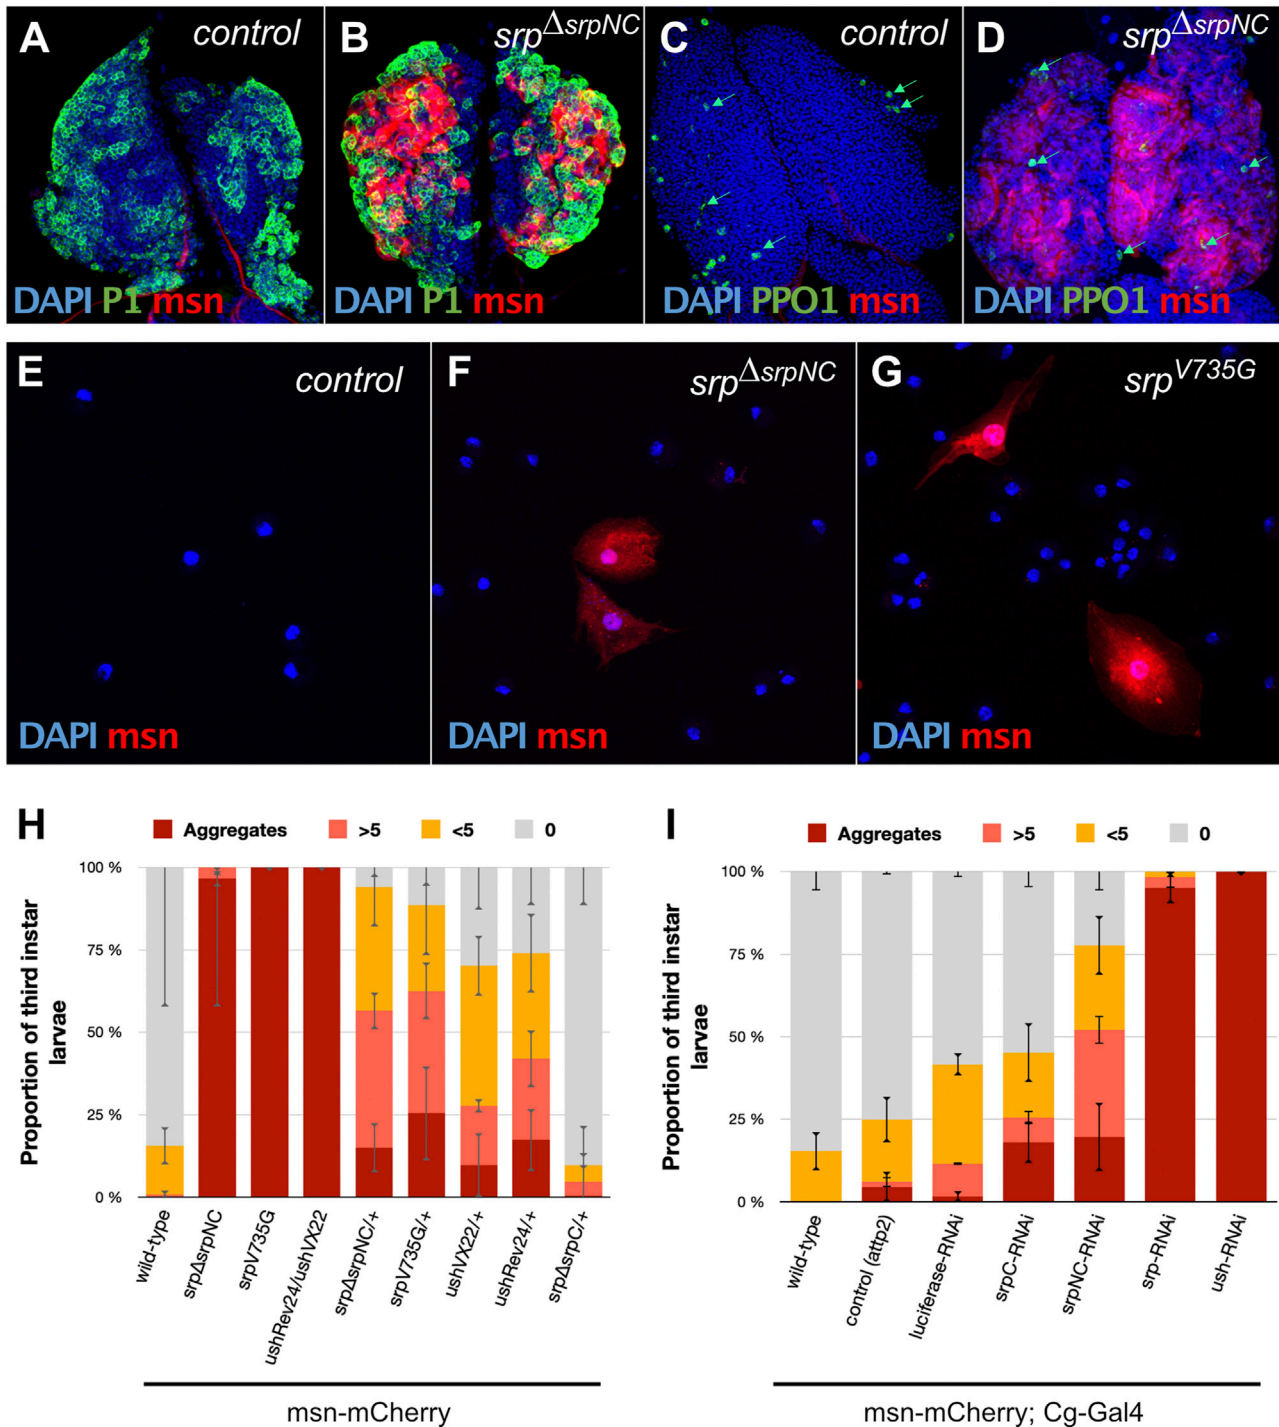 A control
B srpΔsrpNC
C control
D srpΔsrpNC
DAPI P1 msn
DAPI P1 msn
DAPI PPO1 msn
DAPI PPO1 msn
E control
F srpΔsrpNC
G srpV735G
DAPI msn
DAPI msn
DAPI msn
H
Aggregates >5 <5 0
Proportion of third instar
larvae
100 %
75 %
50 %
25 %
0 %
wild-type
srpΔsrpNC
srpV735G
ushRev24/ushVX22
srpΔsrpNC/+
srpV735G/+
ushVX22/+
ushRev24/+
srpΔsrpC/+
msn-mCherry
I
Aggregates >5 <5 0
Proportion of third instar
larvae
100 %
75 %
50 %
25 %
0 %
wild-type
control (attp2)
luciferase-RNAi
srpC-RNAi
srpNC-RNAi
srp-RNAi
ush-RNAi
msn-mCherry; Cg-Gal4